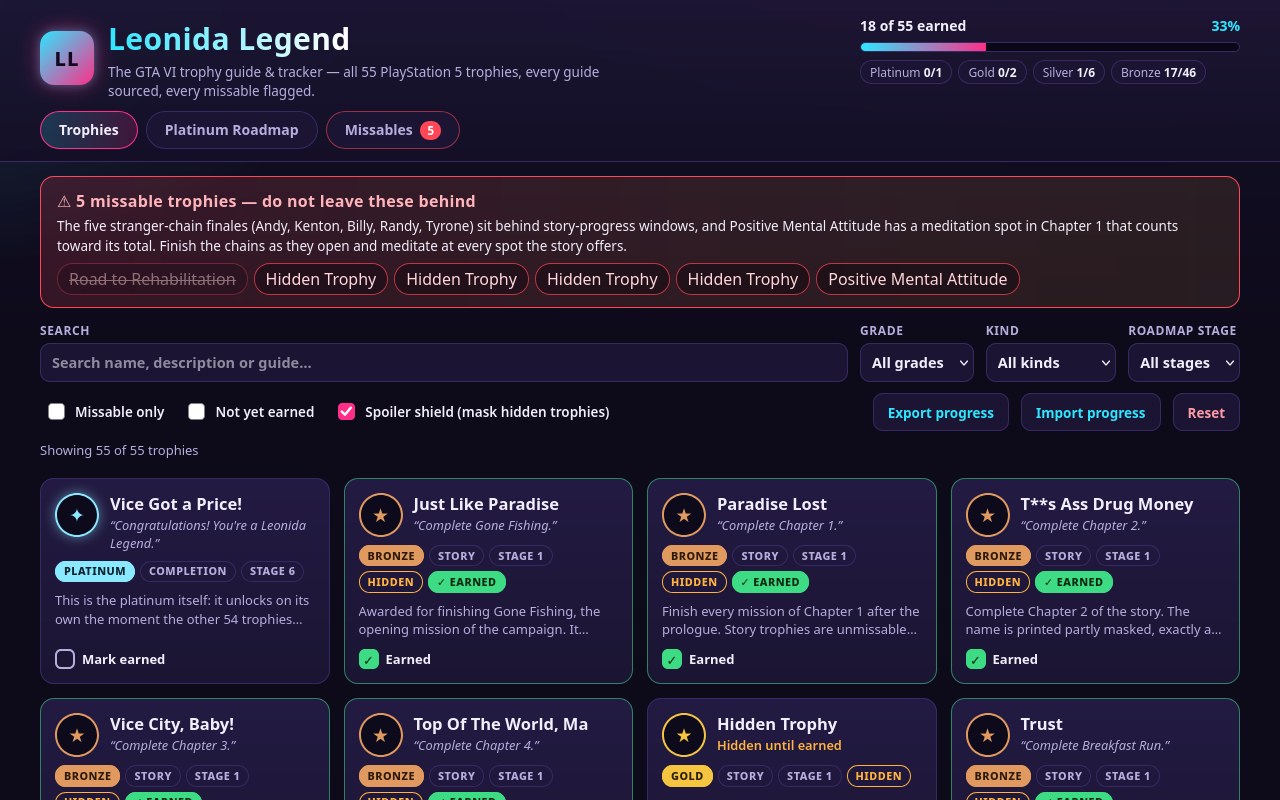 LL
Leonida Legend
The GTA VI trophy guide & tracker — all 55 PlayStation 5 trophies, every guide
sourced, every missable flagged.
18 of 55 earned 33%
Platinum 0/1 Gold 0/2 Silver 1/6 Bronze 17/46
Trophies Platinum Roadmap Missables 5
⚠ 5 missable trophies — do not leave these behind
The five stranger-chain finales (Andy, Kenton, Billy, Randy, Tyrone) sit behind story-progress windows, and Positive Mental Attitude has a meditation spot in Chapter 1 that counts
toward its total. Finish the chains as they open and meditate at every spot the story offers.
Road to Rehabilitation Hidden Trophy Hidden Trophy Hidden Trophy Hidden Trophy Positive Mental Attitude
SEARCH GRADE KIND ROADMAP STAGE
Search name, description or guide... All grades All kinds All stages
Missable only Not yet earned Spoiler shield (mask hidden trophies) Export progress Import progress Reset
Showing 55 of 55 trophies
Vice Got a Price!
“Congratulations! You're a Leonida
Legend.”
PLATINUM COMPLETION STAGE 6
This is the platinum itself: it unlocks on its
own the moment the other 54 trophies...
Mark earned
Just Like Paradise
“Complete Gone Fishing.”
BRONZE STORY STAGE 1
HIDDEN ✓ EARNED
Awarded for finishing Gone Fishing, the
opening mission of the campaign. It...
✓ Earned
Paradise Lost
“Complete Chapter 1.”
BRONZE STORY STAGE 1
HIDDEN ✓ EARNED
Finish every mission of Chapter 1 after the
prologue. Story trophies are unmissable...
✓ Earned
T**s Ass Drug Money
“Complete Chapter 2.”
BRONZE STORY STAGE 1
HIDDEN ✓ EARNED
Complete Chapter 2 of the story. The
name is printed partly masked, exactly a...
✓ Earned
Vice City, Baby!
“Complete Chapter 3.”
BRONZE STORY STAGE 1
HIDDEN ✓ EARNED
Top Of The World, Ma
“Complete Chapter 4.”
BRONZE STORY STAGE 1
HIDDEN ✓ EARNED
Hidden Trophy
Hidden until earned
GOLD STORY STAGE 1 HIDDEN
Trust
“Complete Breakfast Run.”
BRONZE STORY STAGE 1
HIDDEN ✓ EARNED